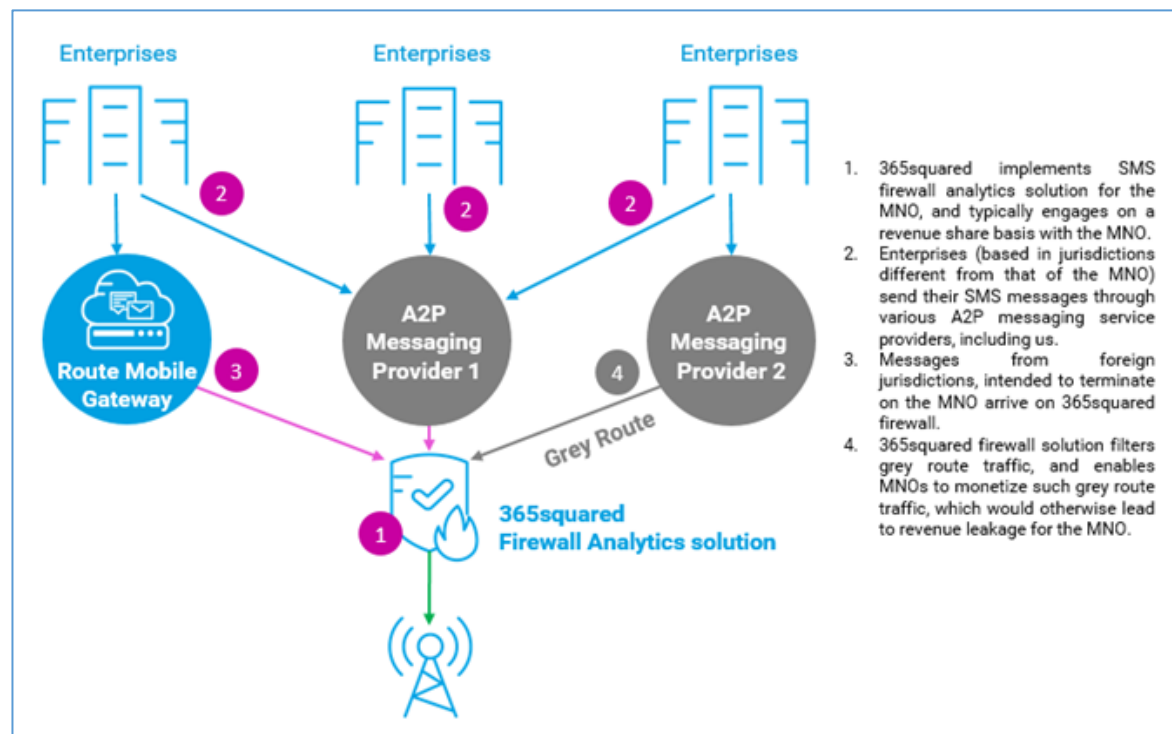 Enterprises
Enterprises
Enterprises
2
2
2
Route Mobile
Gateway
A2P
Messaging
Provider 1
A2P
Messaging
Provider 2
3
4
Grey Route
1
365squared
Firewall Analytics solution
1. 365squared implements SMS
firewall analytics solution for the
MNO, and typically engages on a
revenue share basis with the MNO.
2. Enterprises (based in jurisdictions
different from that of the MNO)
send their SMS messages through
various A2P messaging service
providers, including us.
3. Messages from foreign
jurisdictions, intended to terminate
on the MNO arrive on 365squared
firewall.
4. 365squared firewall solution filters
grey route traffic, and enables
MNOs to monetize such grey route
traffic, which would otherwise lead
to revenue leakage for the MNO.